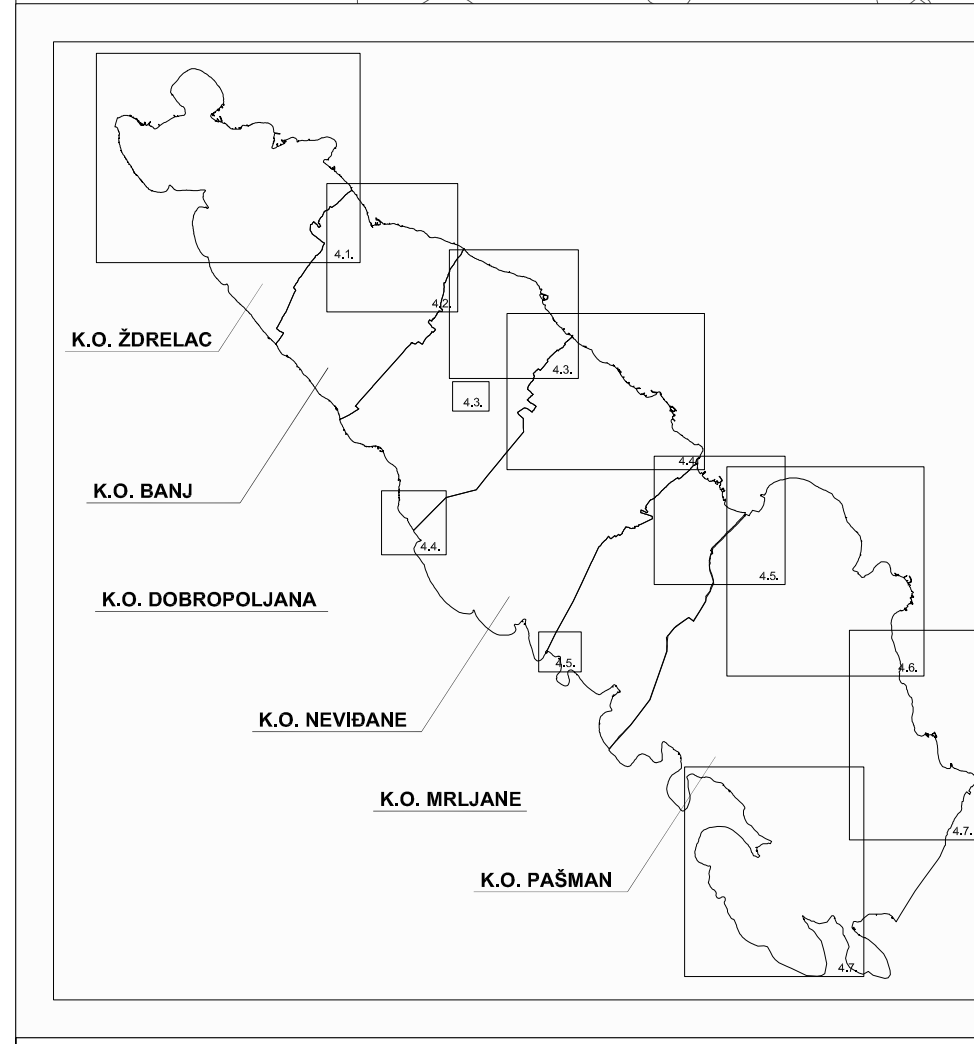 4.1.
4.2.
K.O. ŽDRELAC
4.3.
4.3.
4.4.
K.O. BANJ
4.4.
4.5.
K.O. DOBROPOLJANA
4.5.
4.6.
K.O. NEVIĐANE
K.O. MRLJANE
4.7.
K.O. PAŠMAN
4.7.